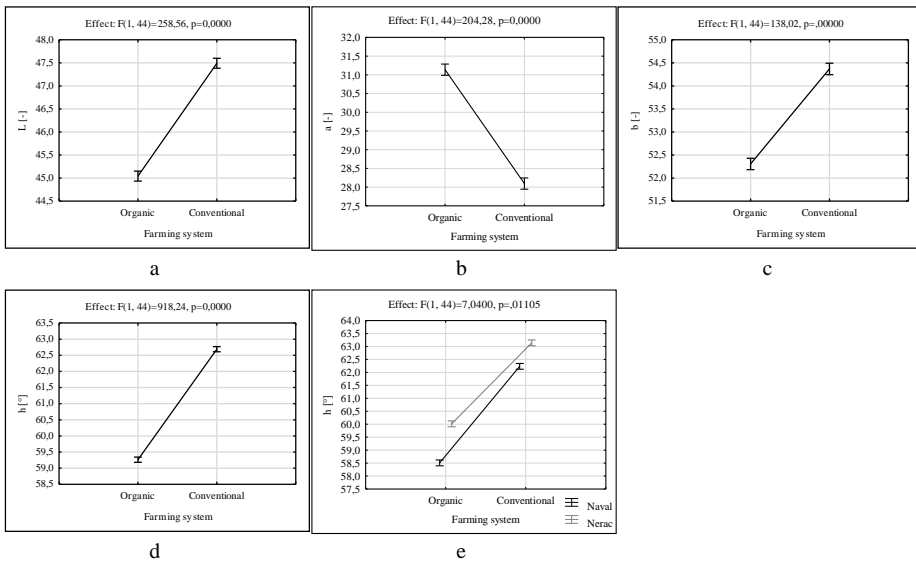 Effect: F(1, 44)=258,56, p=0,0000
48,0
47,5
47,0
46,5
46,0
45,5
45,0
44,5
L [-]
Organic Conventional
Farming system
a
Effect: F(1, 44)=204,28, p=0,0000
32,0
31,5
31,0
30,5
30,0
29,5
29,0
28,5
28,0
27,5
a [-]
Organic Conventional
Farming system
b
Effect: F(1, 44)=138,02, p=,00000
55,0
54,5
54,0
53,5
53,0
52,5
52,0
51,5
b [-]
Organic Conventional
Farming system
c
Effect: F(1, 44)=918,24, p=0,0000
63,5
63,0
62,5
62,0
61,5
61,0
60,5
60,0
59,5
59,0
58,5
h [°]
Organic Conventional
Farming system
d
Effect: F(1, 44)=7,0400, p=,01105
64,0
63,5
63,0
62,5
62,0
61,5
61,0
60,5
60,0
59,5
59,0
58,5
58,0
57,5
h [°]
Organic Conventional
Farming system
Naval
Nerac
e